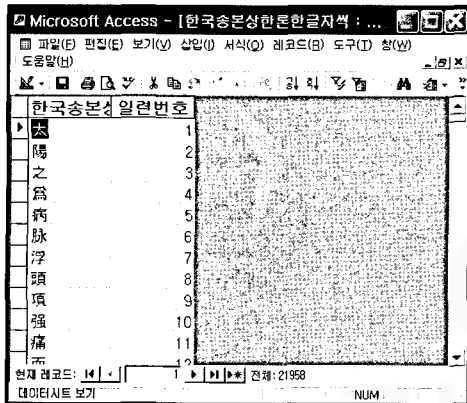 Microsoft Access - [한국송본상한론한글자씩 : ...
파일(F) 편집(E) 보기(V) 삽입(I) 서식(O) 레코드(R) 도구(T) 창(W)
도움말(H)
한국송본상 일련번호
太 1
陽 2
之 3
爲 4
病 5
脉 6
浮 7
頭 8
項 9
强 10
痛 11
而 12
현재 레코드: 1 전체: 21958
데이터시트 보기 NUM